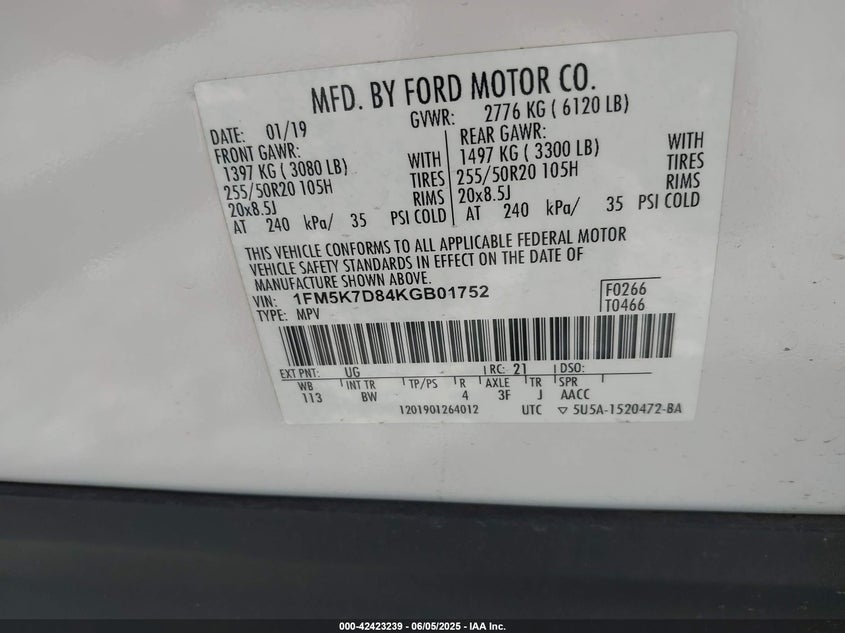 MFD. BY FORD MOTOR CO.
DATE: 01/19 GVWR: 2776 KG ( 6120 LB)
FRONT GAWR: REAR GAWR:
1397 KG ( 3080 LB) WITH 1497 KG ( 3300 LB) WITH
255/50R20 105H TIRES 255/50R20 105H TIRES
20x8.5J RIMS 20x8.5J RIMS
AT 240 kPa/ 35 PSI COLD AT 240 kPa/ 35 PSI COLD
THIS VEHICLE CONFORMS TO ALL APPLICABLE FEDERAL MOTOR
VEHICLE SAFETY STANDARDS IN EFFECT ON THE DATE OF
MANUFACTURE SHOWN ABOVE.
VIN: 1FM5K7D84KGB01752 F0266
TYPE: MPV T0466
EXT PNT: UG RC: 21 DSO:
WB INT TR TP/PS R AXLE TR SPR
113 BW 4 3F J AACC
1201901264012 UTC ▽ 5U5A-1520472-BA
000-42423239 - 06/05/2025 - IAA Inc.